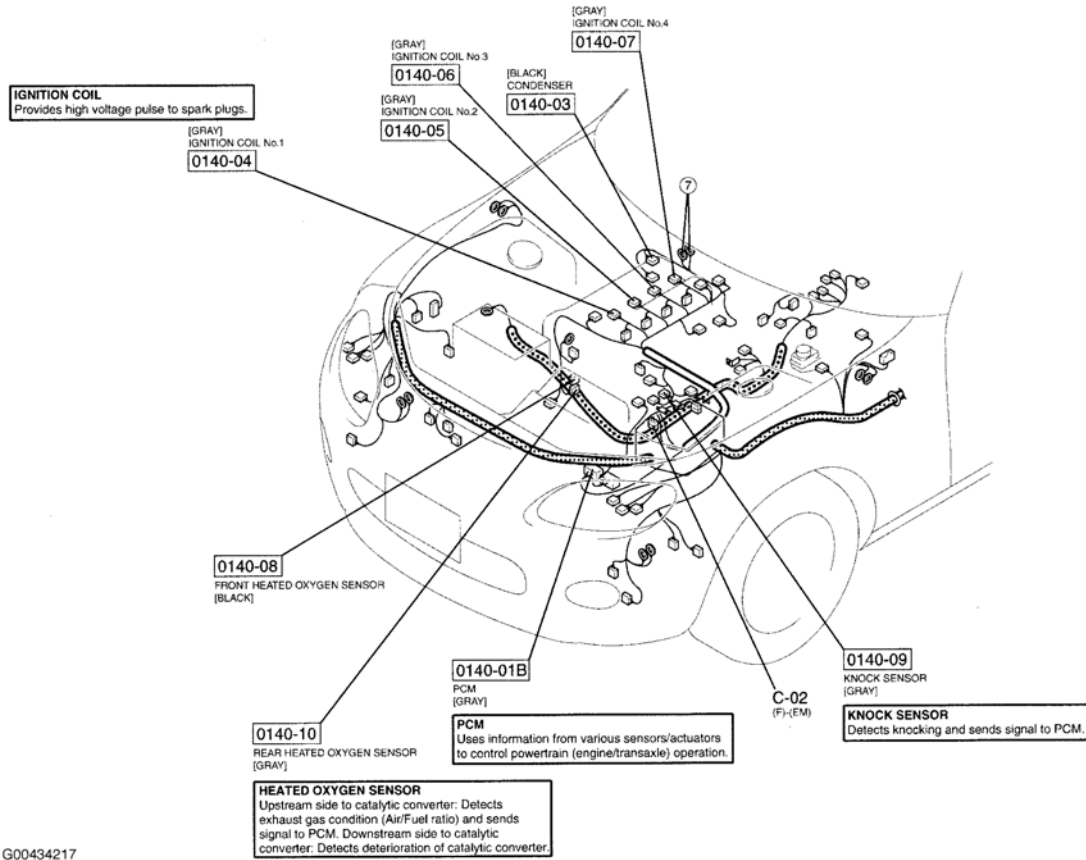 [GRAY]
IGNITION COIL No.4
0140-07
[GRAY]
IGNITION COIL No.3
0140-06
[BLACK]
CONDENSER
0140-03
IGNITION COIL
Provides high voltage pulse to spark plugs.
[GRAY]
IGNITION COIL No.2
0140-05
[GRAY]
IGNITION COIL No.1
0140-04
7
0140-08
FRONT HEATED OXYGEN SENSOR
[BLACK]
0140-01B
PCM
[GRAY]
PCM
Uses information from various sensors/actuators
to control powertrain (engine/transaxle) operation.
C-02
(F)-(EM)
0140-09
KNOCK SENSOR
[GRAY]
KNOCK SENSOR
Detects knocking and sends signal to PCM.
0140-10
REAR HEATED OXYGEN SENSOR
[GRAY]
HEATED OXYGEN SENSOR
Upstream side to catalytic converter: Detects
exhaust gas condition (Air/Fuel ratio) and sends
signal to PCM. Downstream side to catalytic
converter: Detects deterioration of catalytic converter.
G00434217